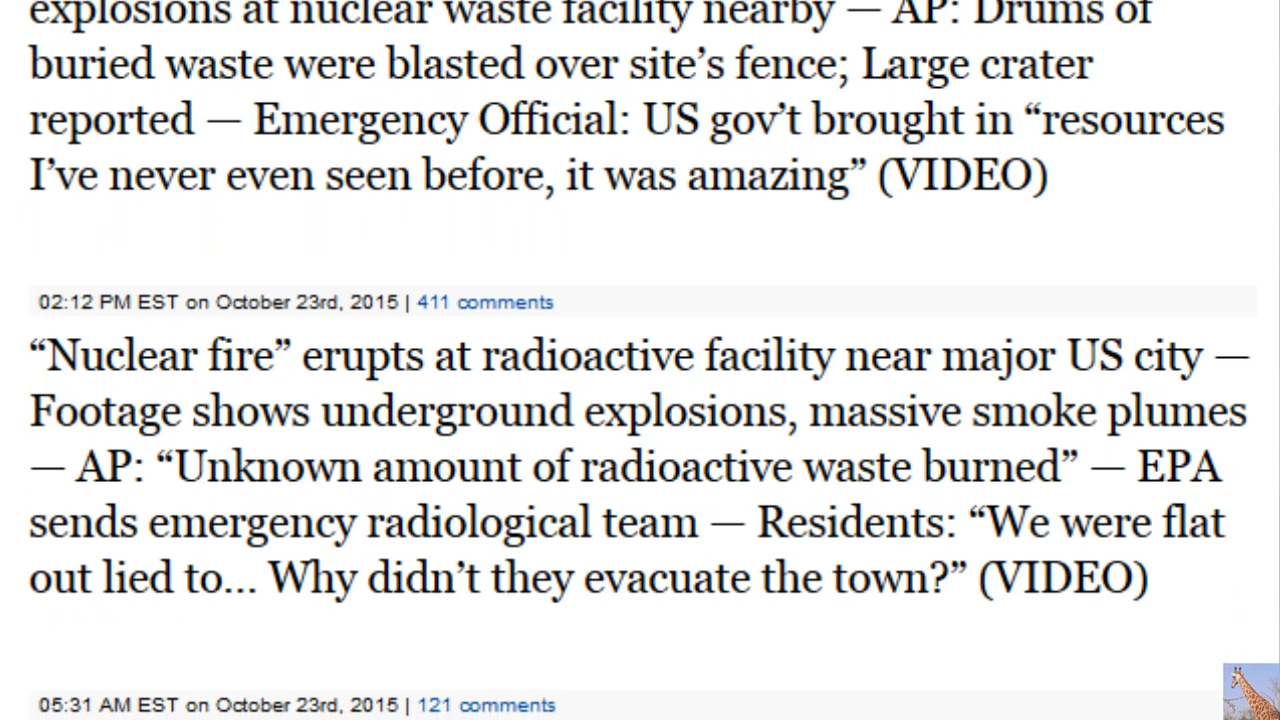 explosions at nuclear waste facility nearby — AP: Drums of
buried waste were blasted over site’s fence; Large crater
reported — Emergency Official: US gov’t brought in “resources
I’ve never even seen before, it was amazing” (VIDEO)
02:12 PM EST on October 23rd, 2015 | 411 comments
“Nuclear fire” erupts at radioactive facility near major US city —
Footage shows underground explosions, massive smoke plumes
— AP: “Unknown amount of radioactive waste burned” — EPA
sends emergency radiological team — Residents: “We were flat
out lied to… Why didn’t they evacuate the town?” (VIDEO)
05:31 AM EST on October 23rd, 2015 | 121 comments